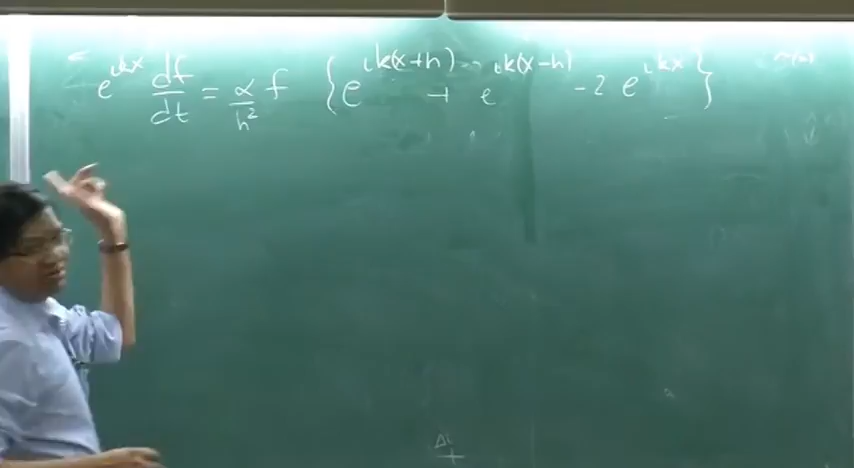 e^{ikx} df/dt = α/h² f { e^{ik(x+h)} + e^{ik(x-h)} - 2 e^{ikx} }